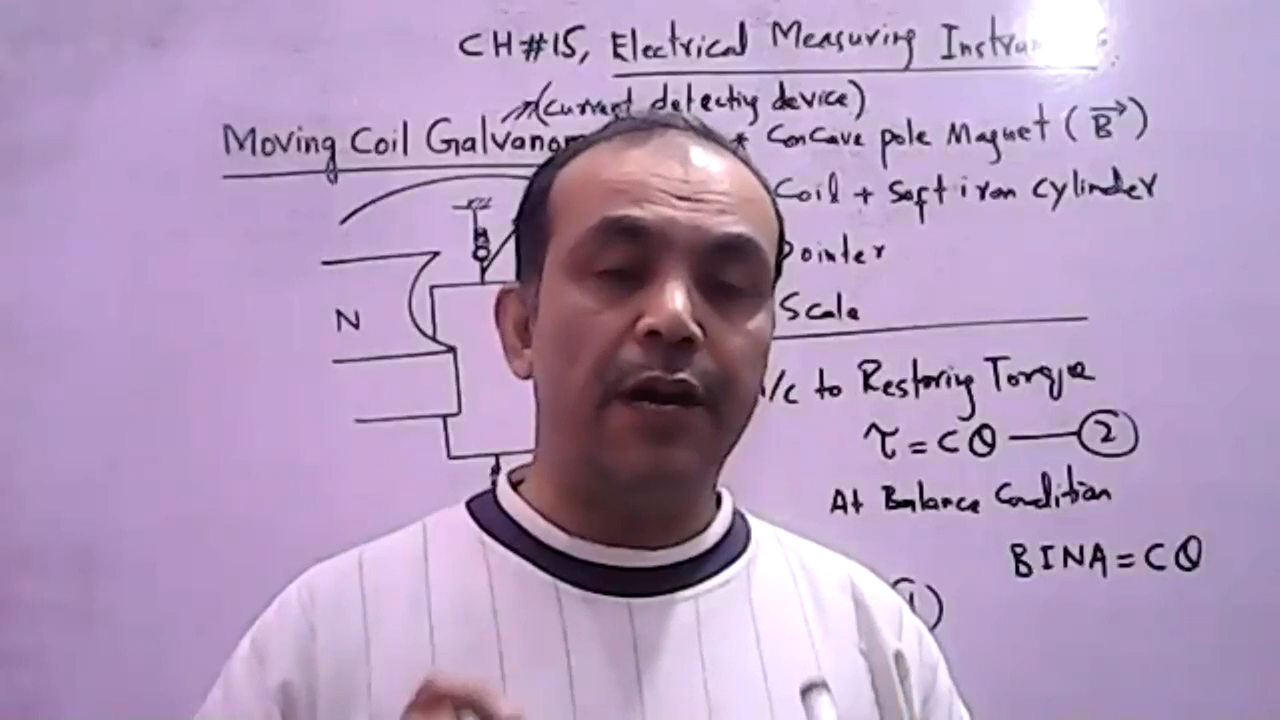 CH#15, Electrical Measuring
(Current detecting device)
Moving Coil
* Concave pole Magnet (B⃗)
Coil + Soft iron cylinder
Pointer
Scale
N
to Restoring Torque
τ = Cθ — 2
At Balance Condition
BINA = Cθ
1